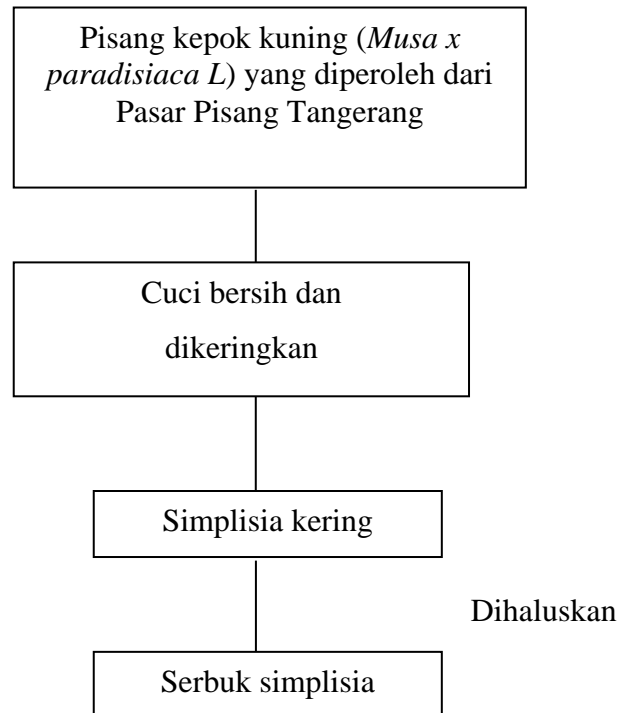 Pisang kepok kuning (Musa x
paradisiaca L) yang diperoleh dari
Pasar Pisang Tangerang
Cuci bersih dan
dikeringkan
Simplisia kering
Dihaluskan
Serbuk simplisia